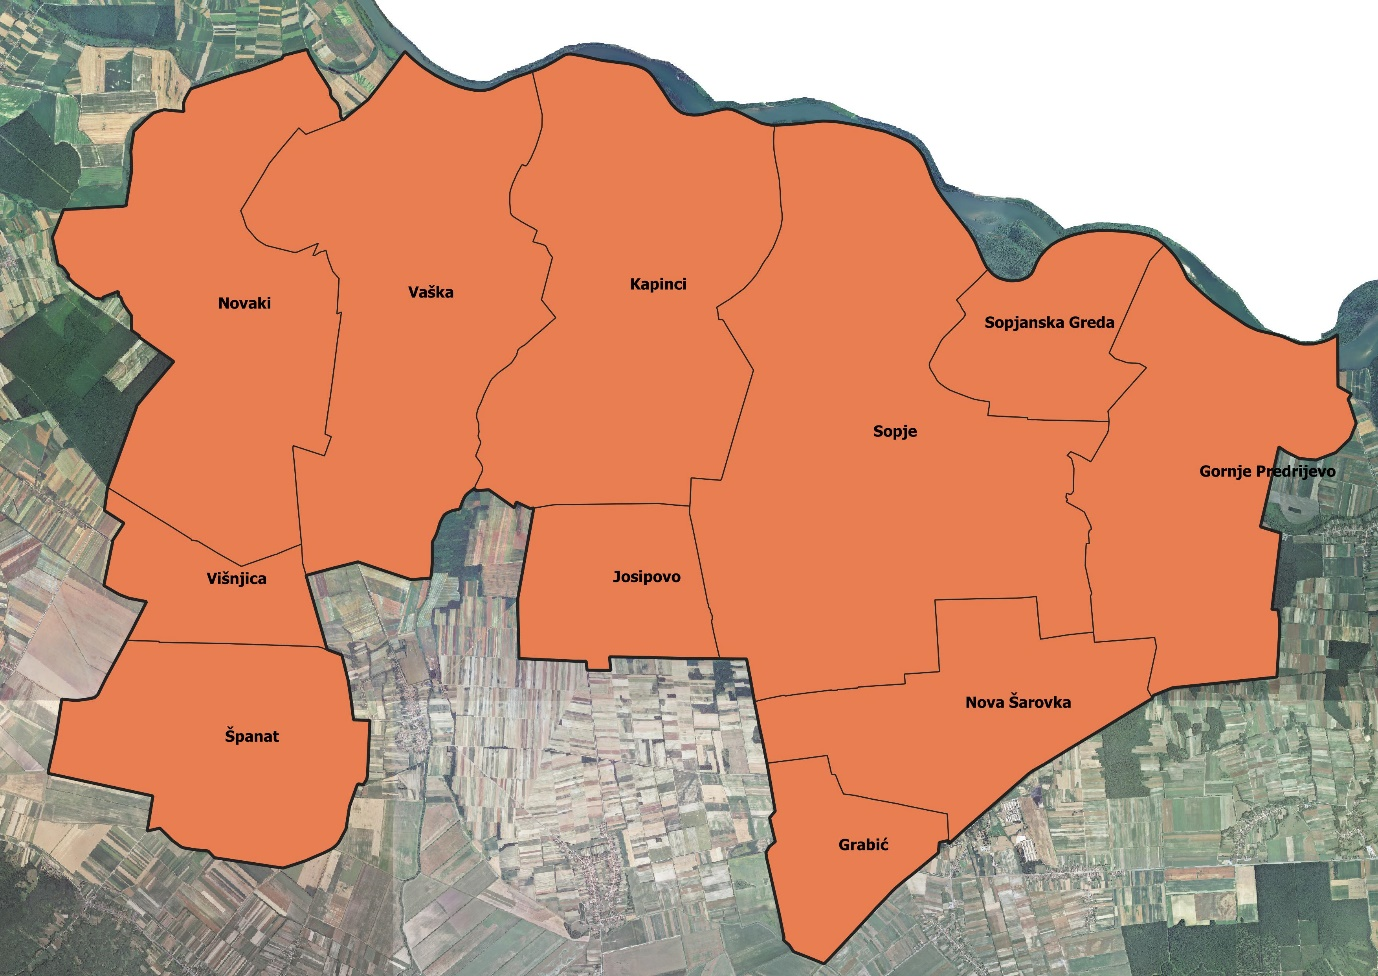 Vaška
Kapinci
Novaki
Sopjanska Greda
Sopje
Gornje Predrijevo
Višnjica
Josipovo
Nova Šarovka
Španat
Grabić